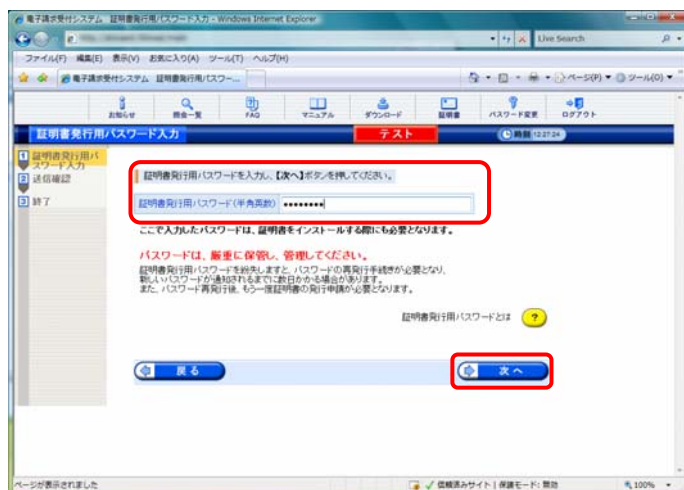 電子請求受付システム 証明書発行用パスワード入力 - Windows Internet Explorer
Live Search
ファイル(F) 編集(E) 表示(V) お気に入り(A) ツール(T) ヘルプ(H)
電子請求受付システム 証明書発行用パスワー...
ページ(P) ツール(O)
お知らせ 照会一覧 FAQ マニュアル ダウンロード 証明書 パスワード変更 ログアウト
証明書発行用パスワード入力 テスト 時刻 12:27:24
1 証明書発行用パスワード入力
2 送信確認
3 終了
証明書発行用パスワードを入力し、【次へ】ボタンを押してください。
証明書発行用パスワード(半角英数) ••••••••
ここで入力したパスワードは、証明書をインストールする際にも必要となります。
パスワードは、厳重に保管し、管理してください。
証明書発行用パスワードを紛失しますと、パスワードの再発行手続きが必要となり、
新しいパスワードが通知されるまでに数日かかる場合があります。
また、パスワード再発行後、もう一度証明書の発行申請が必要となります。
証明書発行用パスワードとは ?
戻る 次へ
ページが表示されました 信頼済みサイト | 保護モード: 無効 100%